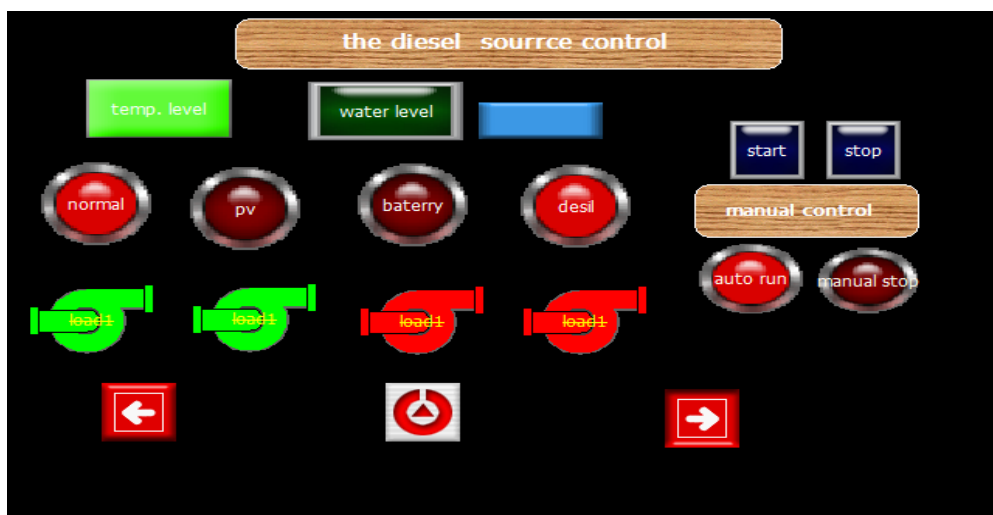 the diesel sourrce control
temp. level
water level
start
stop
normal
pv
baterry
desil
manual control
auto run
manual stop
load1
load1
load1
load1